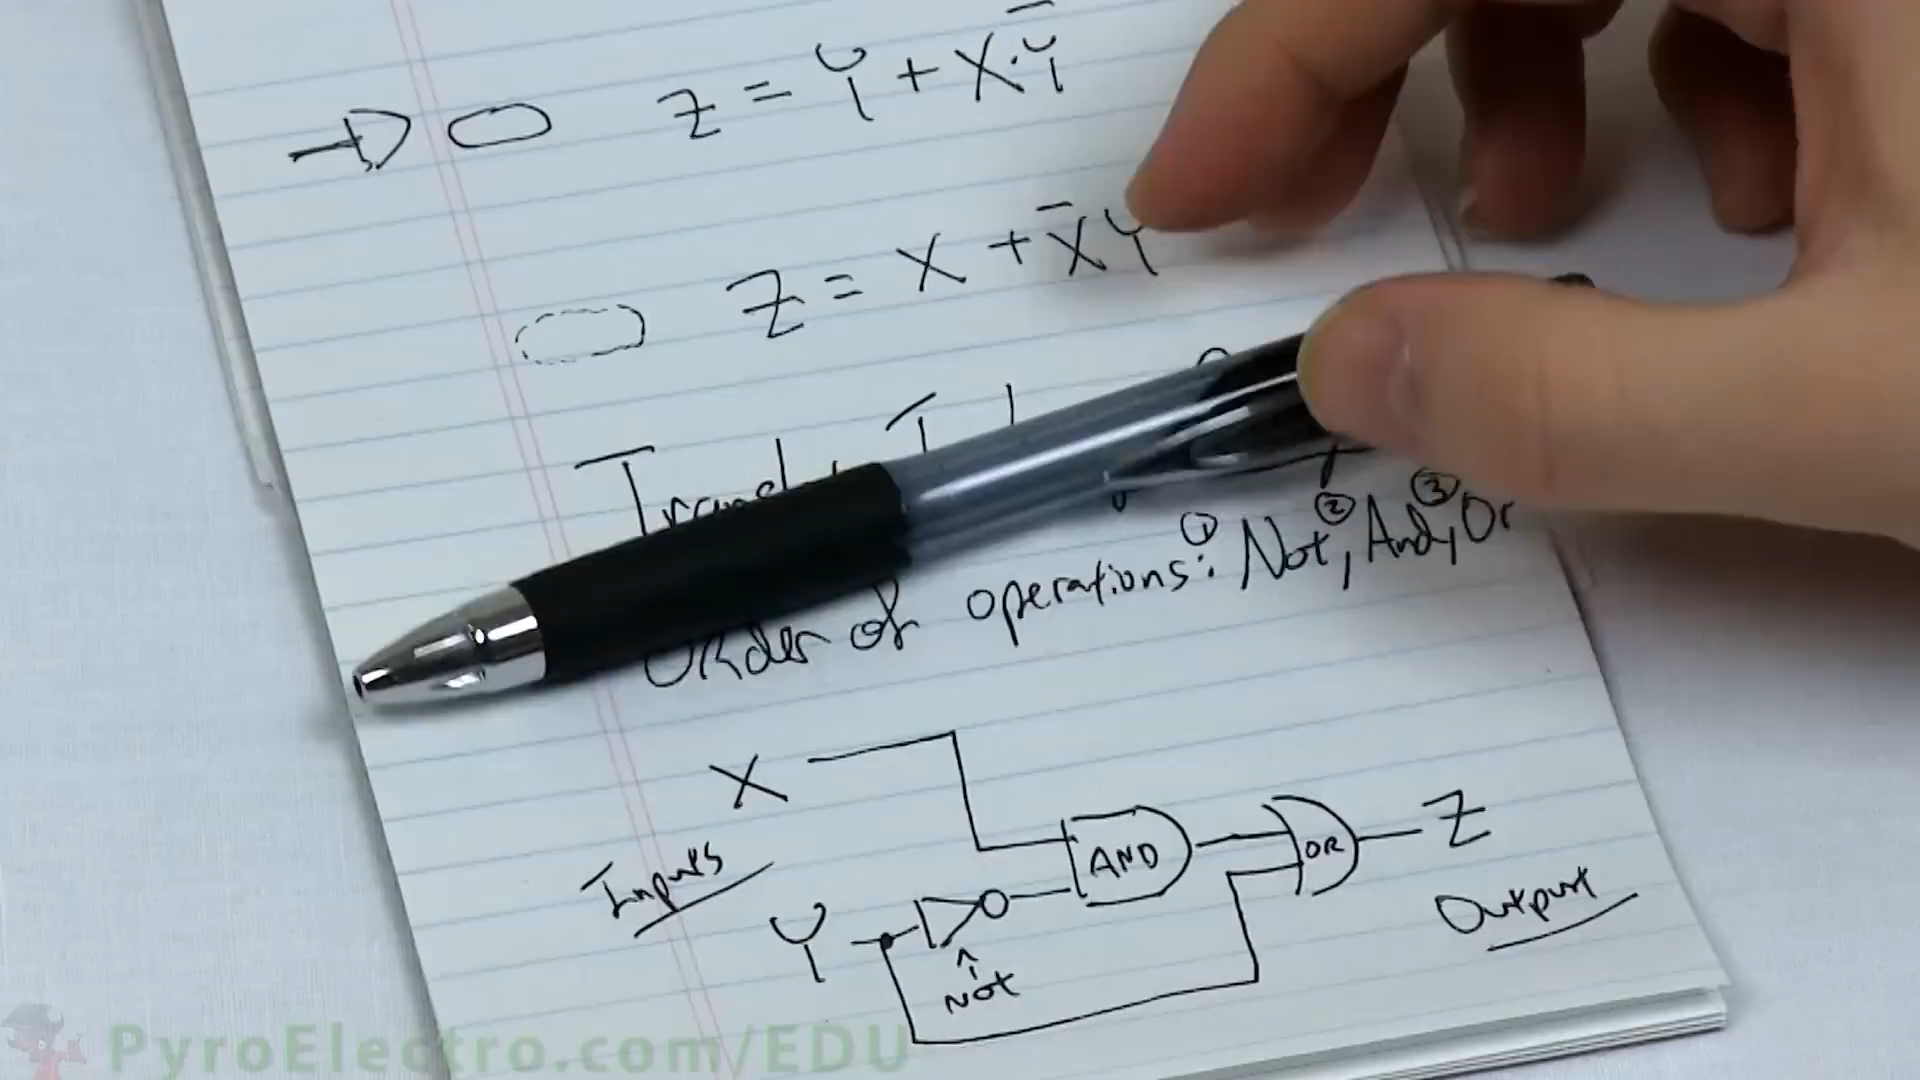 Z = Y + X·Y̅
Z = X + X̅Y
Order of operations: ① Not, ② And, ③ Or
X
AND
OR
Z
Inputs
Y
Not
Output
PyroElectro.com/EDU